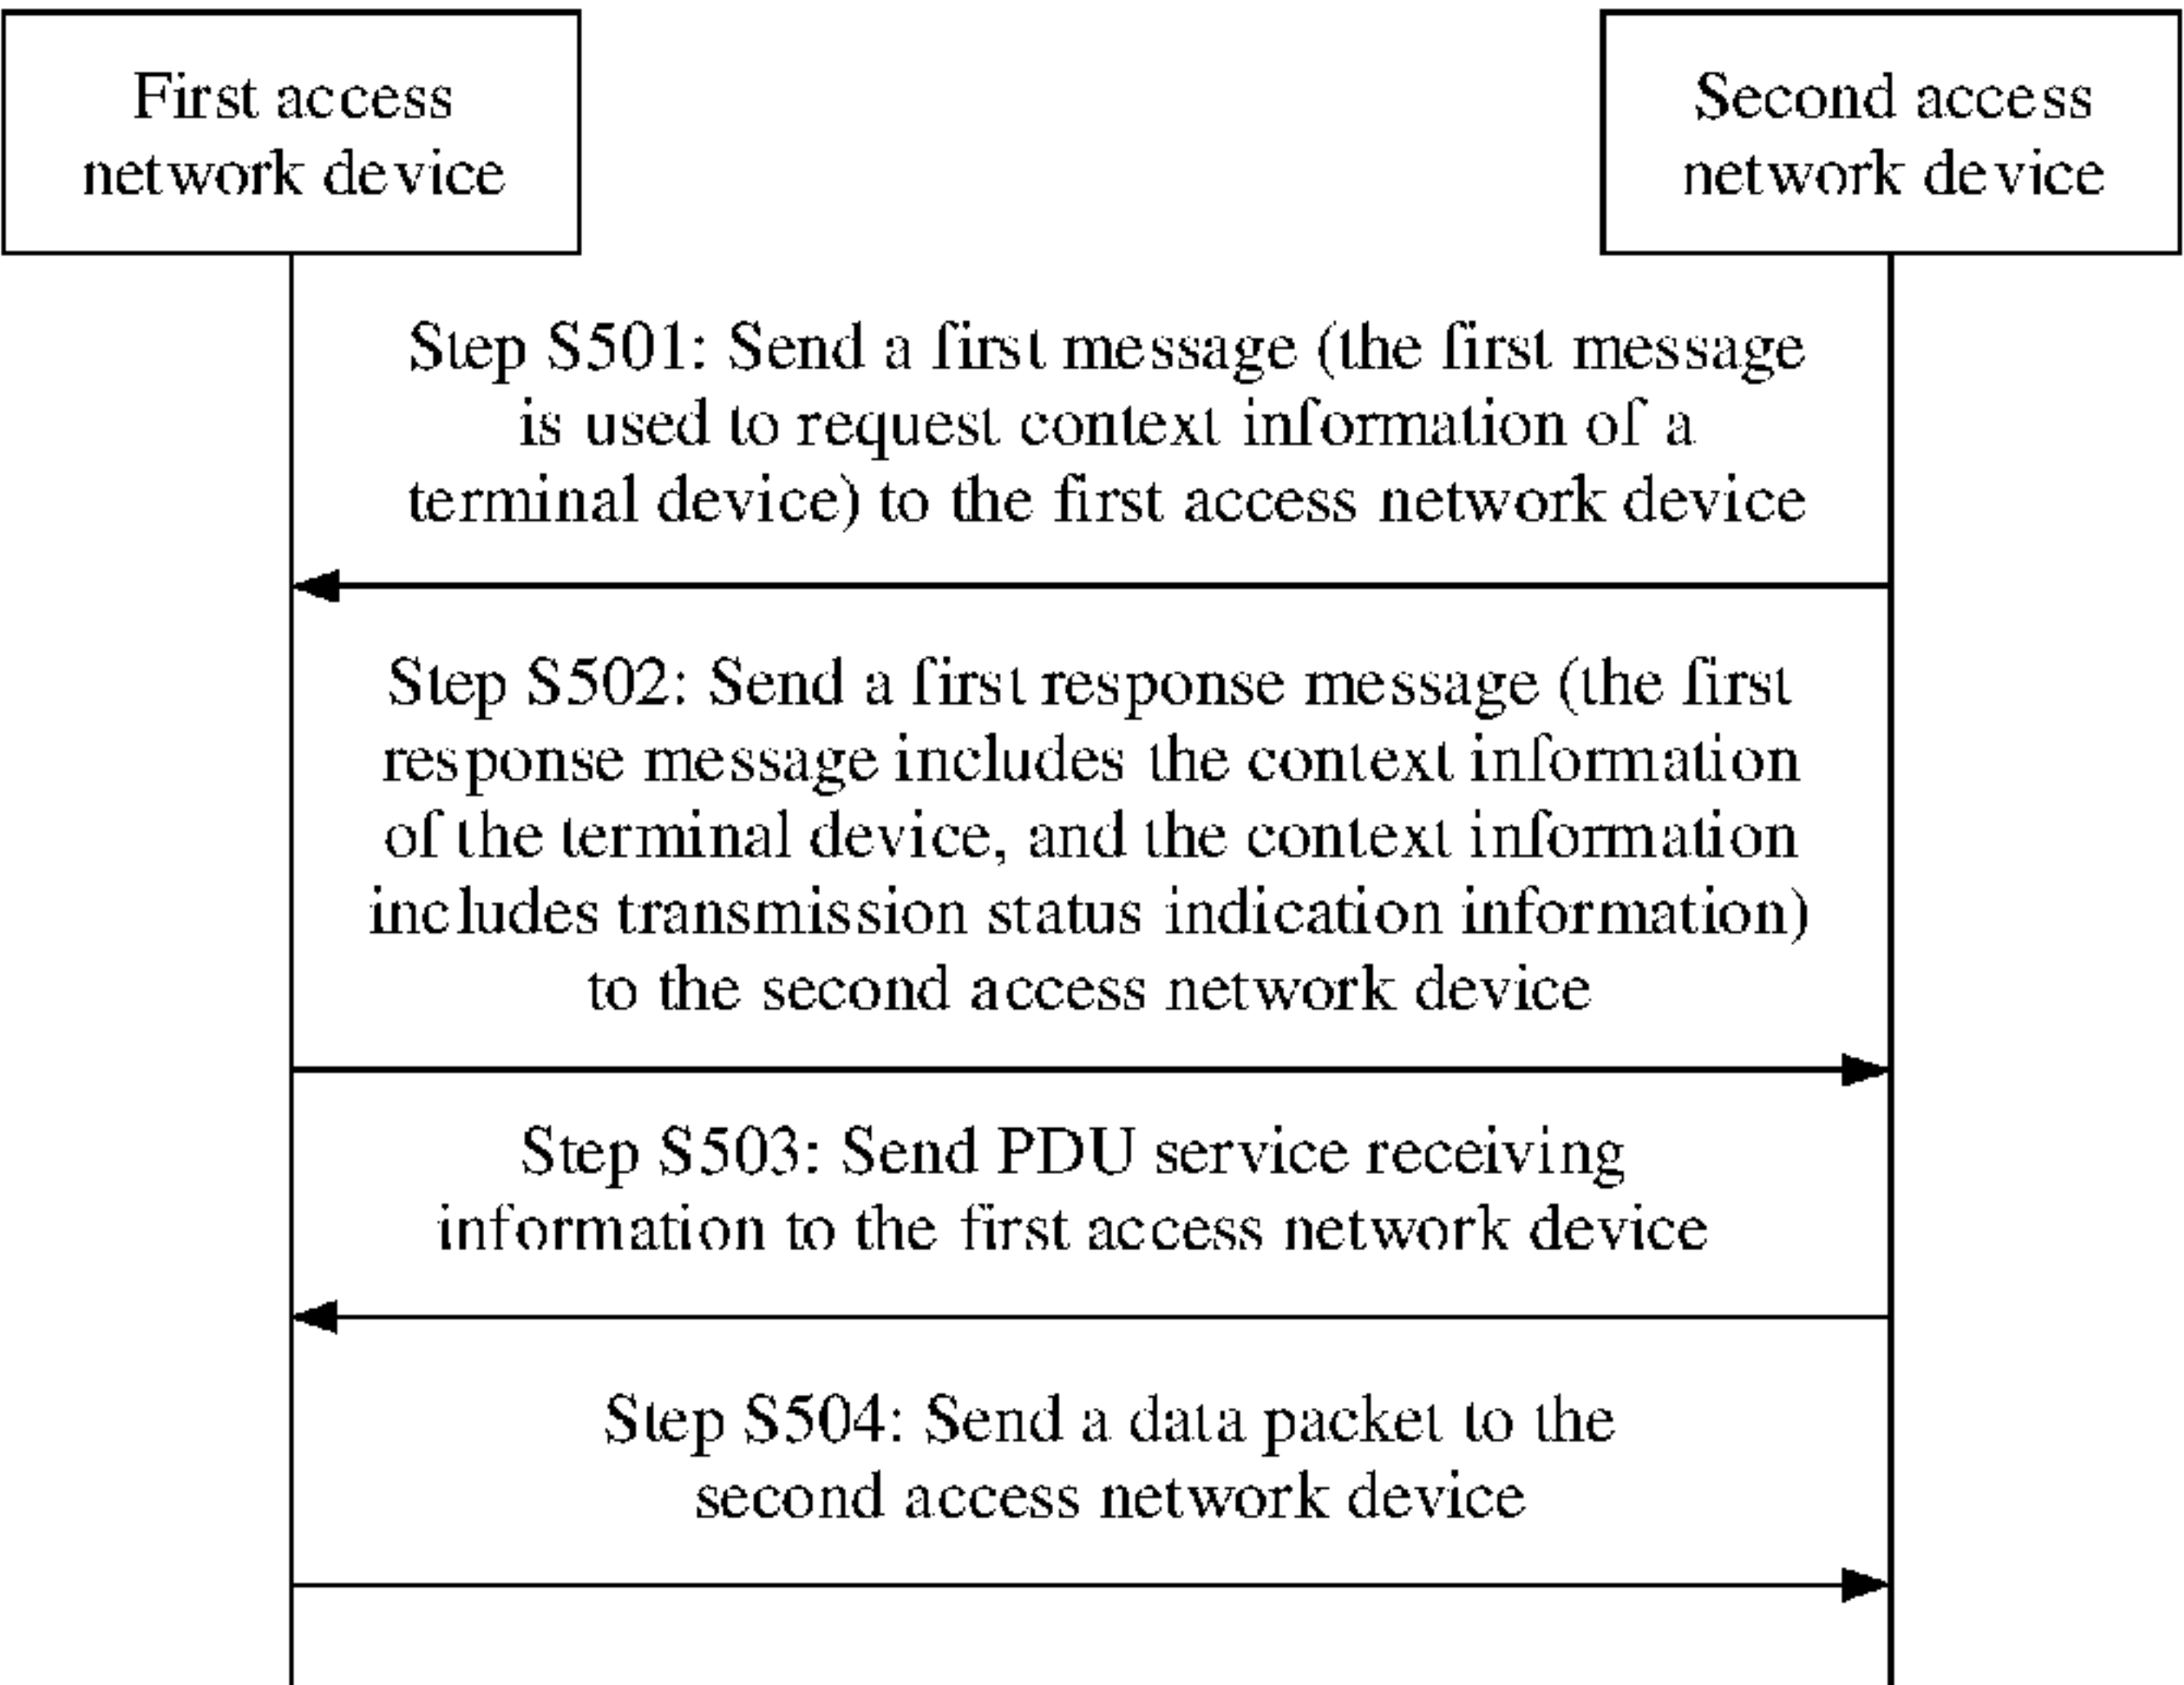 First access
network device
Second access
network device
Step S501: Send a first message (the first message
is used to request context information of a
terminal device) to the first access network device
Step S502: Send a first response message (the first
response message includes the context information
of the terminal device, and the context information
includes transmission status indication information)
to the second access network device
Step S503: Send PDU service receiving
information to the first access network device
Step S504: Send a data packet to the
second access network device